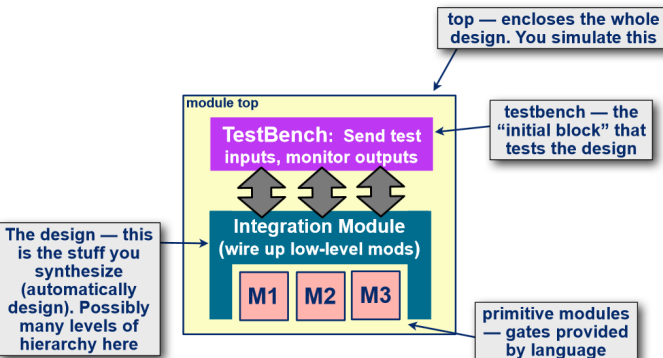 top — encloses the whole
design. You simulate this
module top
TestBench: Send test
inputs, monitor outputs
testbench — the
“initial block” that
tests the design
Integration Module
(wire up low-level mods)
The design — this
is the stuff you
synthesize
(automatically
design). Possibly
many levels of
hierarchy here
M1 M2 M3
primitive modules
— gates provided
by language